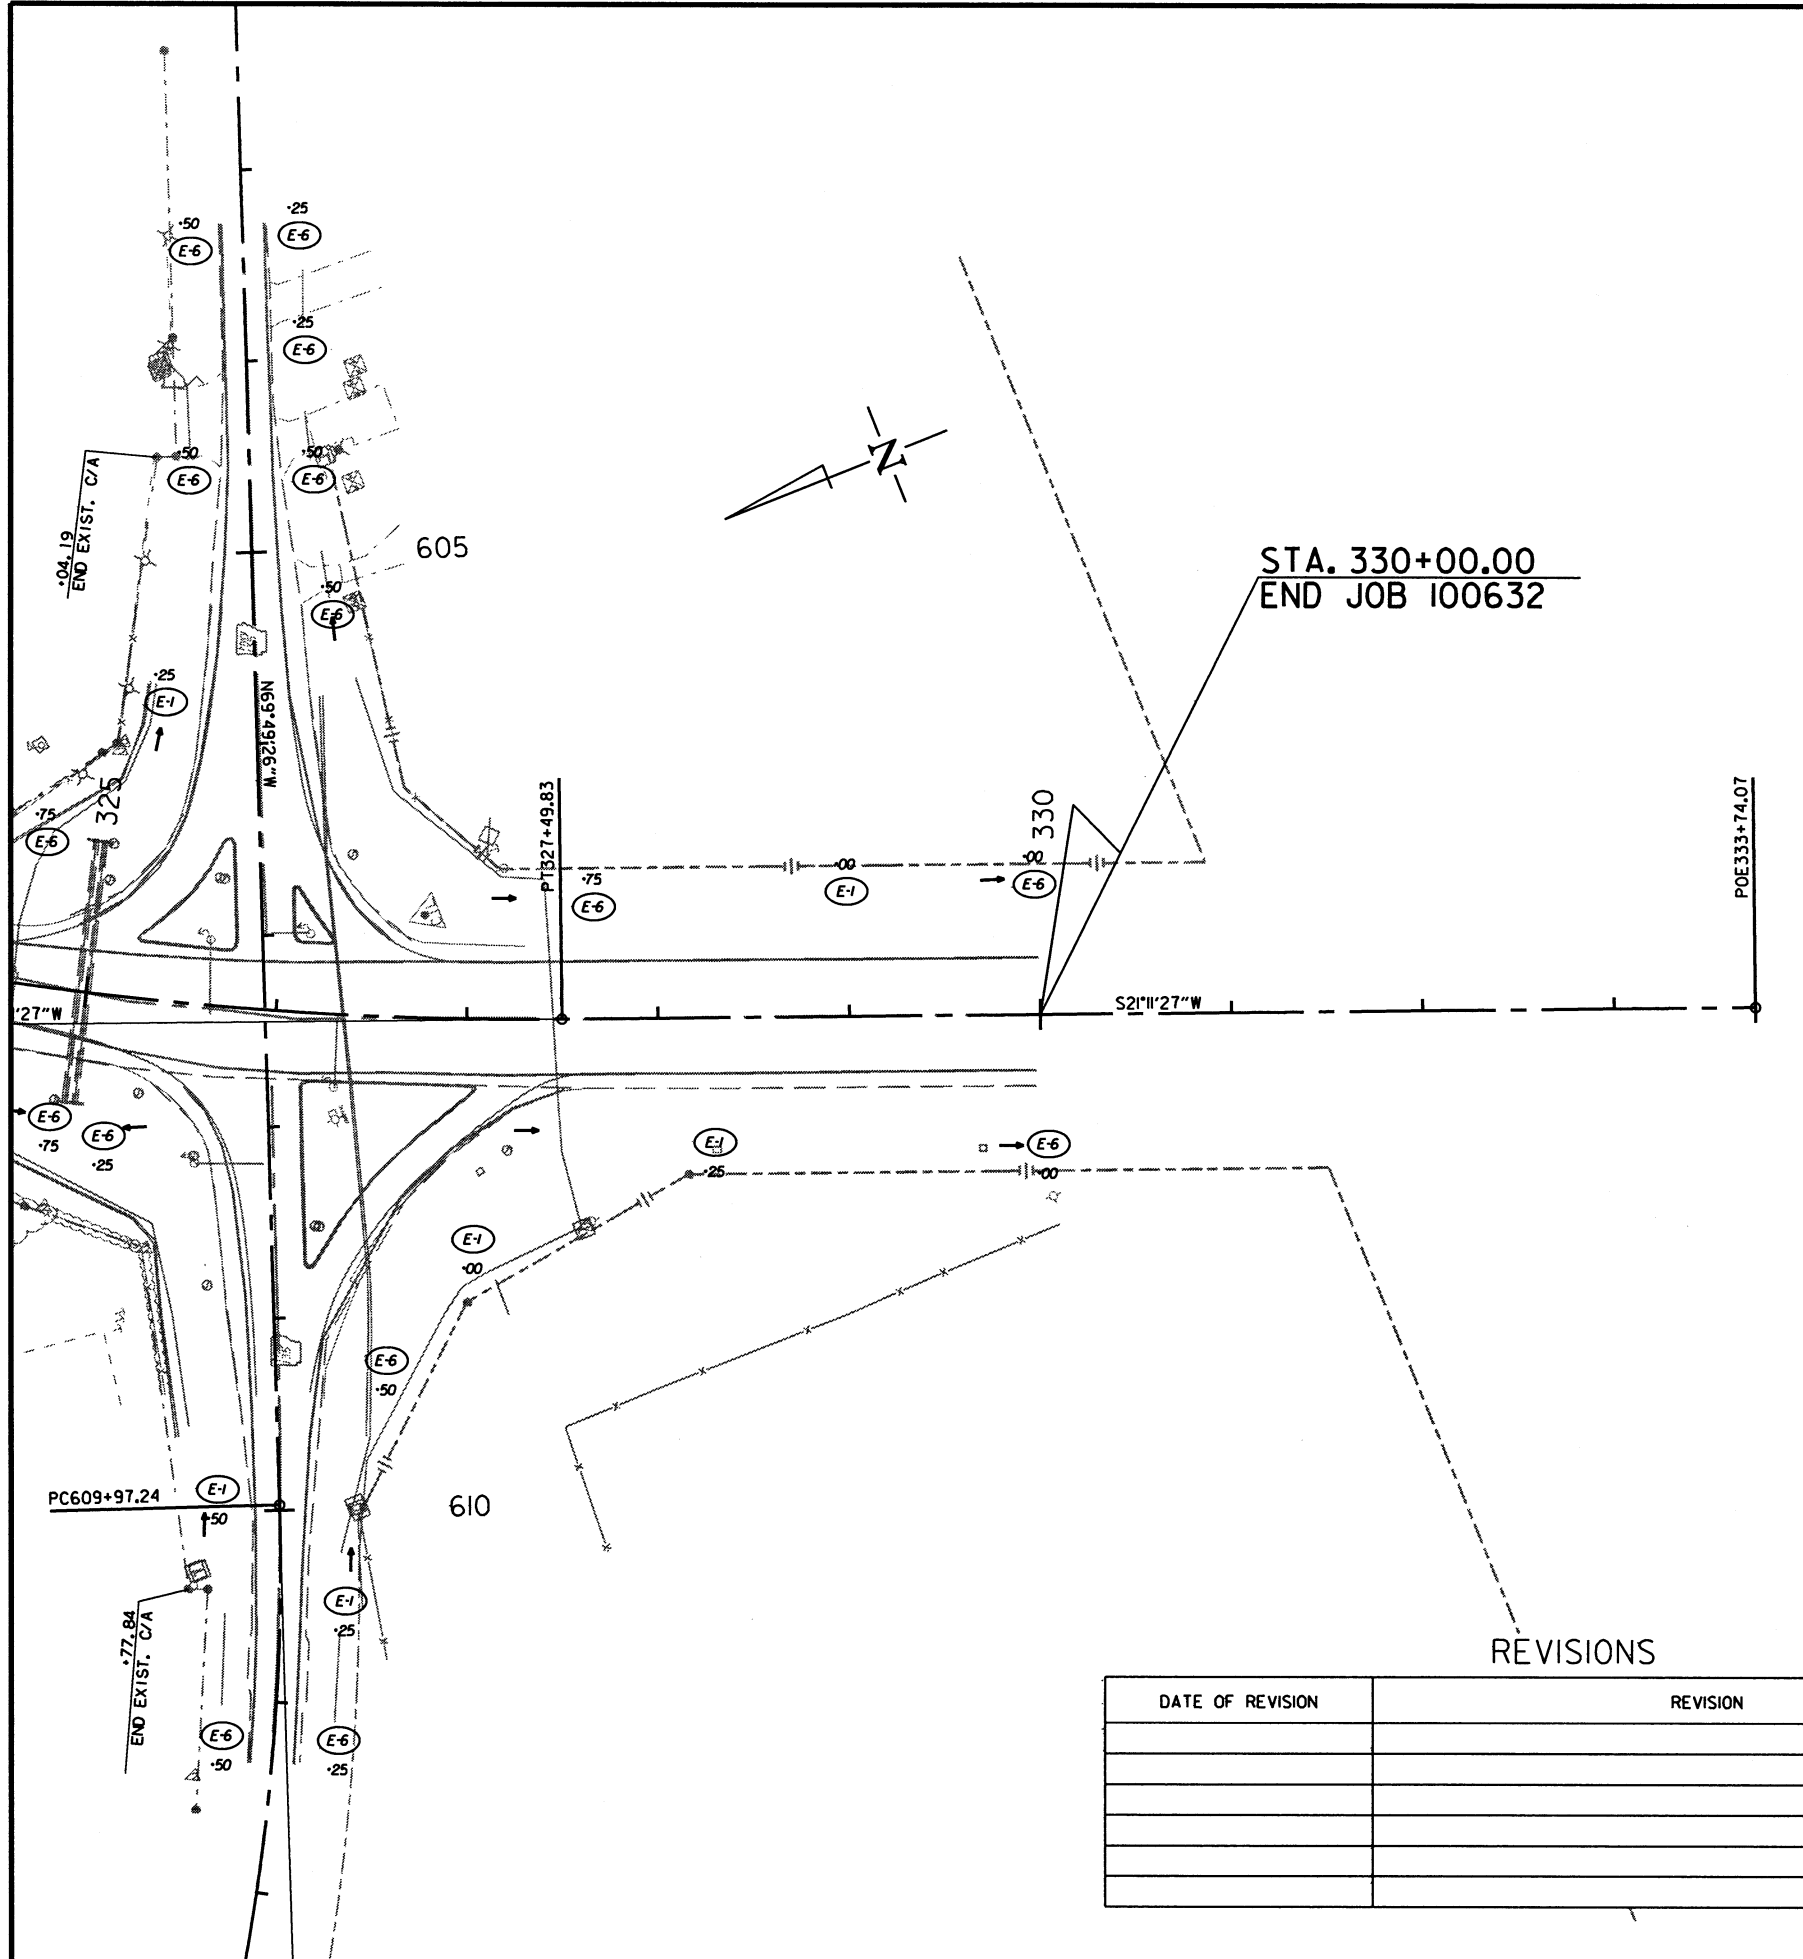 ·50
E-6
·25
E-6
·25
E-6
N
·50
E-6
·50
E-6
·04.19
END EXIST. C/A
605
STA. 330+00.00
END JOB 100632
·50
E-6
·25
E-1
N69°49'26"W
·75
E-6
325
PT327+49.83
330
POE333+74.07
·75
E-6
·00
E-1
·00
E-6
'27"W
S21°11'27"W
E-6
·75
E-6
·25
E-1
·25
E-6
·00
E-1
·00
E-6
·50
PC609+97.24
E-1
·50
610
E-1
·25
+77.84
END EXIST. C/A
E-6
·50
E-6
·25
REVISIONS
DATE OF REVISION
REVISION